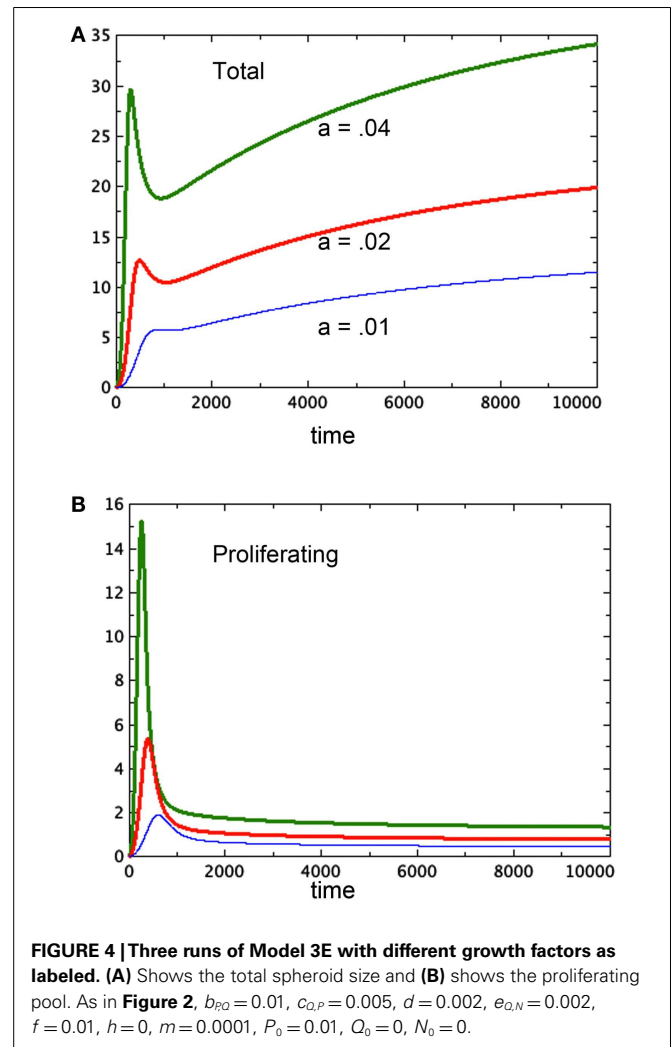 A
35
30
25
20
15
10
5
0
Total
a = .04
a = .02
a = .01
0 2000 4000 6000 8000 10000
time
B
16
14
12
10
8
6
4
2
0
Proliferating
0 2000 4000 6000 8000 10000
time
FIGURE 4 | Three runs of Model 3E with different growth factors as
labeled. (A) Shows the total spheroid size and (B) shows the proliferating
pool. As in Figure 2, bP,Q = 0.01, cQ,P = 0.005, d = 0.002, eQ,N = 0.002,
f = 0.01, h = 0, m = 0.0001, P0 = 0.01, Q0 = 0, N0 = 0.